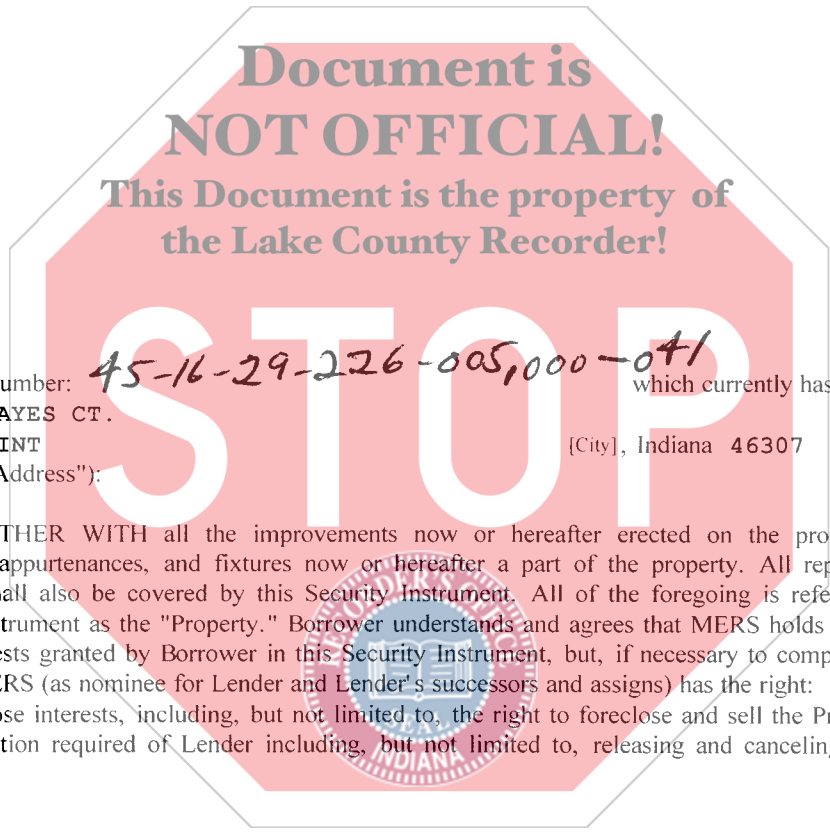 Document is
NOT OFFICIAL!
This Document is the property of
the Lake County Recorder!
STOP
umber: 45-16-29-226-005,000-041 which currently has
AYES CT.
INT [City], Indiana 46307
Address"):
THER WITH all the improvements now or hereafter erected on the pro
appurtenances, and fixtures now or hereafter a part of the property. All rep
all also be covered by this Security Instrument. All of the foregoing is refe
trument as the "Property." Borrower understands and agrees that MERS holds
ests granted by Borrower in this Security Instrument, but, if necessary to comp
ERS (as nominee for Lender and Lender's successors and assigns) has the right:
ose interests, including, but not limited to, the right to foreclose and sell the Pr
tion required of Lender including, but not limited to, releasing and canceling
RECORDER'S OFFICE
SEAL
INDIANA